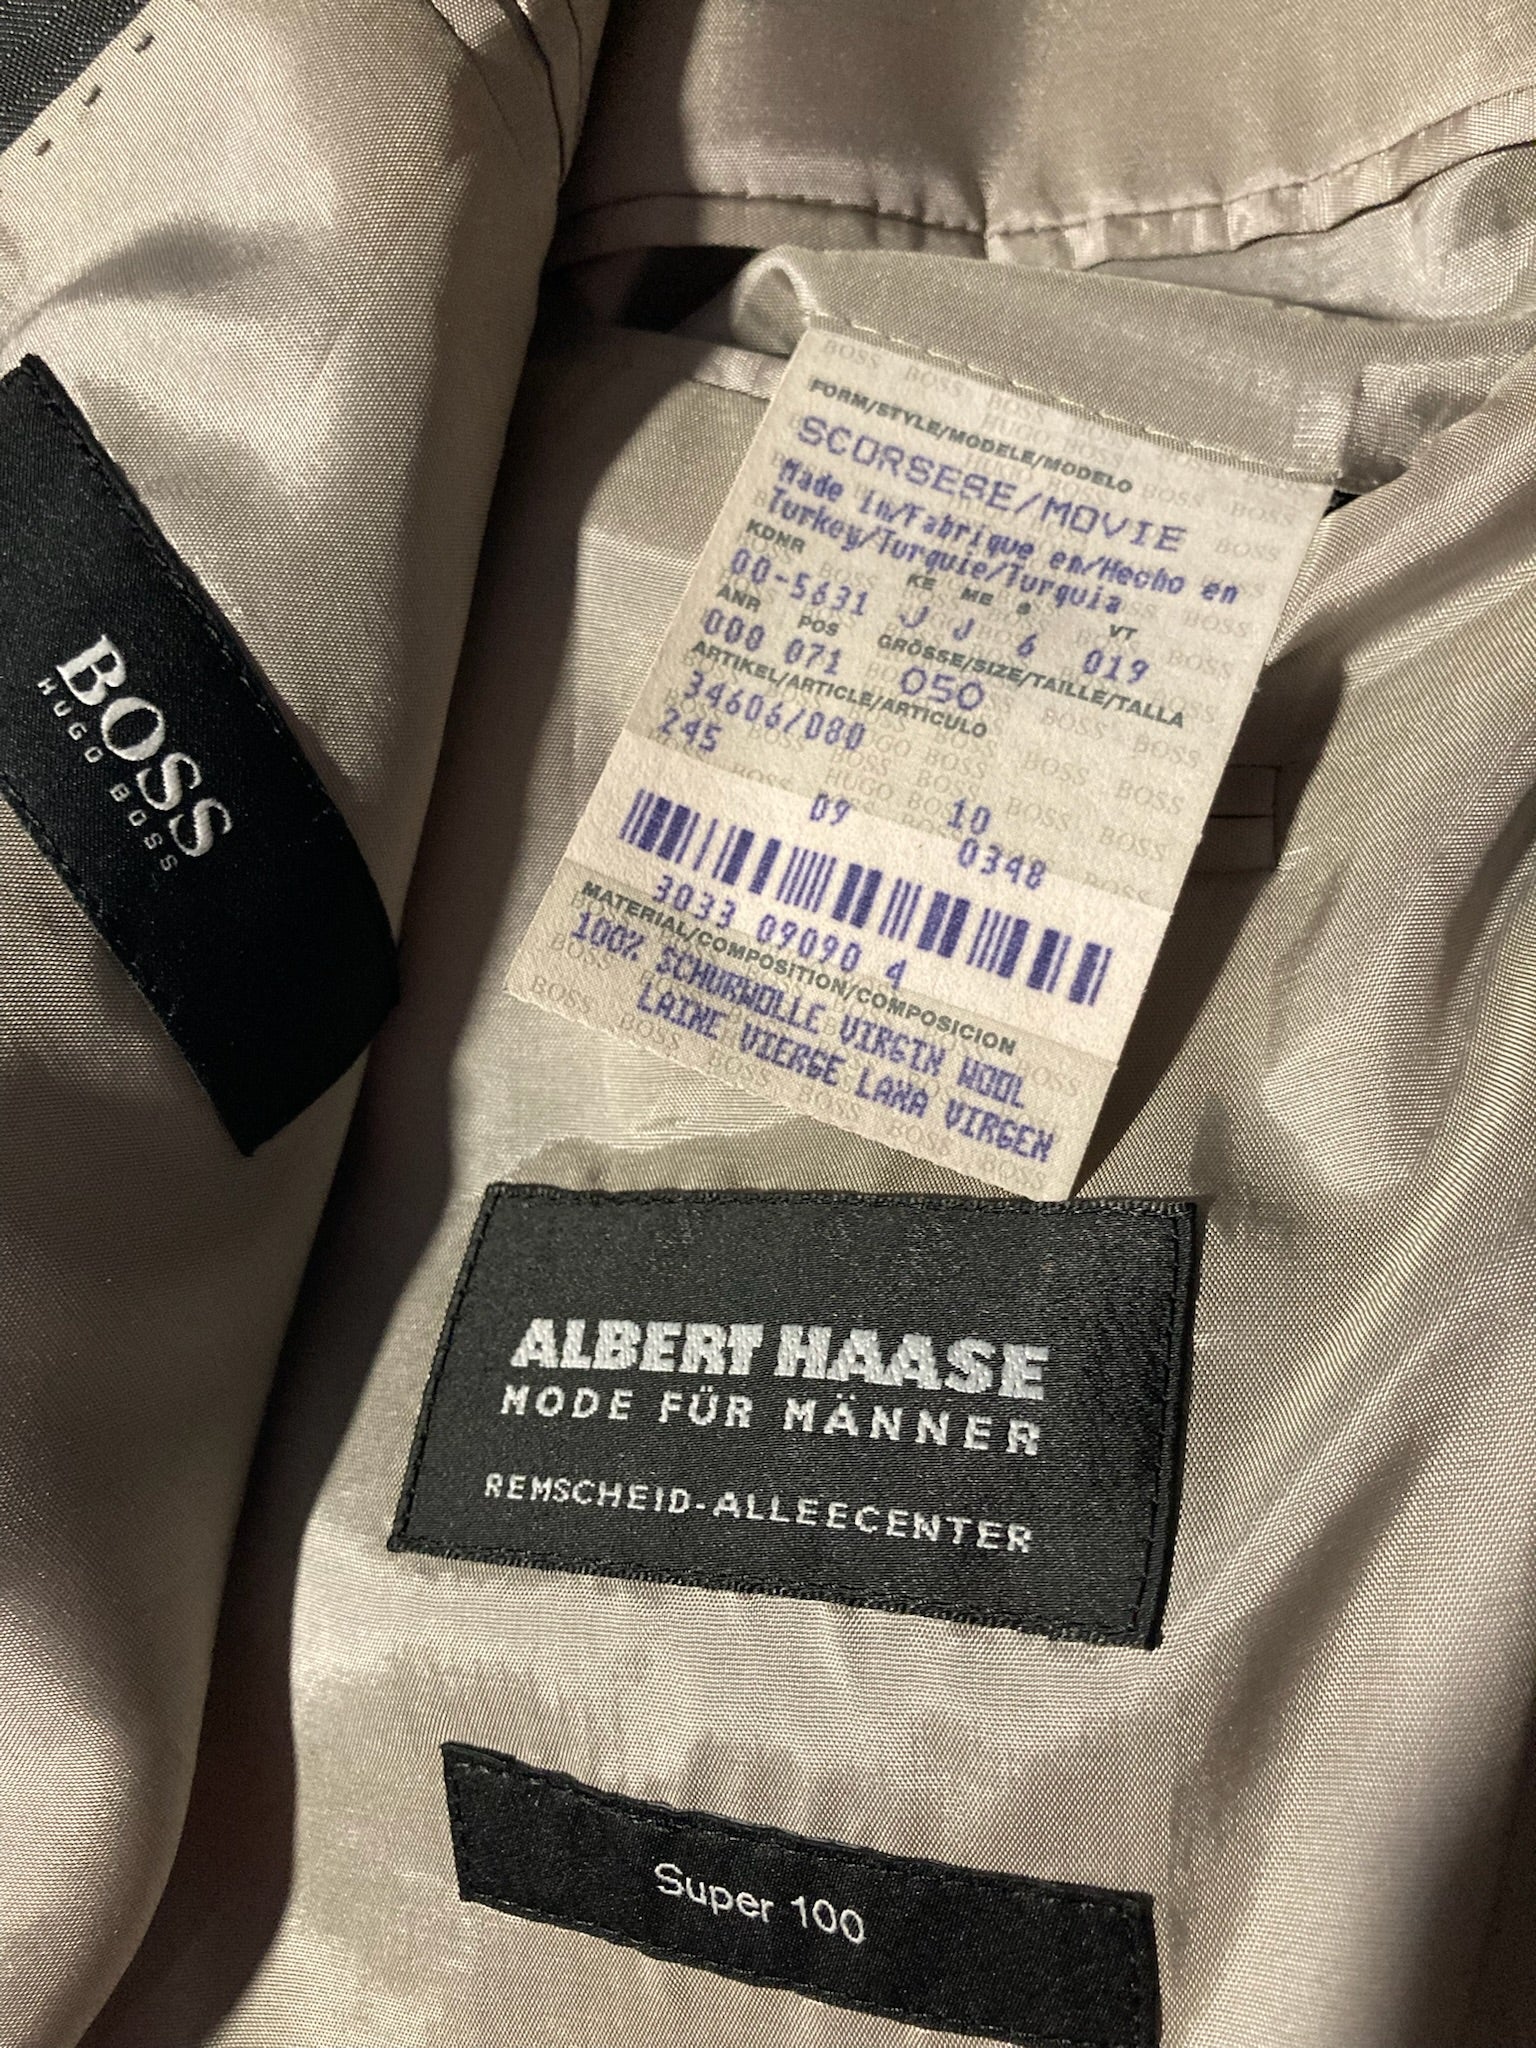 BOSS
HUGO BOSS
FORM/STYLE/MODELE/MODELO
SCORSESE/MOVIE
Made in/Fabrique en/Hecho en
Turkey/Turquie/Turquia
KDNR KE ME VT
00-5631 J J 6 019
ANR POS GRÖSSE/SIZE/TAILLE/TALLA
000 071 050
ARTIKEL/ARTICLE/ARTICULO
34606/080
245
09 10
0348
3033 09090 4
MATERIAL/COMPOSITION/COMPOSICION
100% SCHURWOLLE VIRGIN WOOL
LAINE VIERGE LANA VIRGEN
ALBERT HAASE
MODE FÜR MÄNNER
REMSCHEID-ALLEECENTER
Super 100